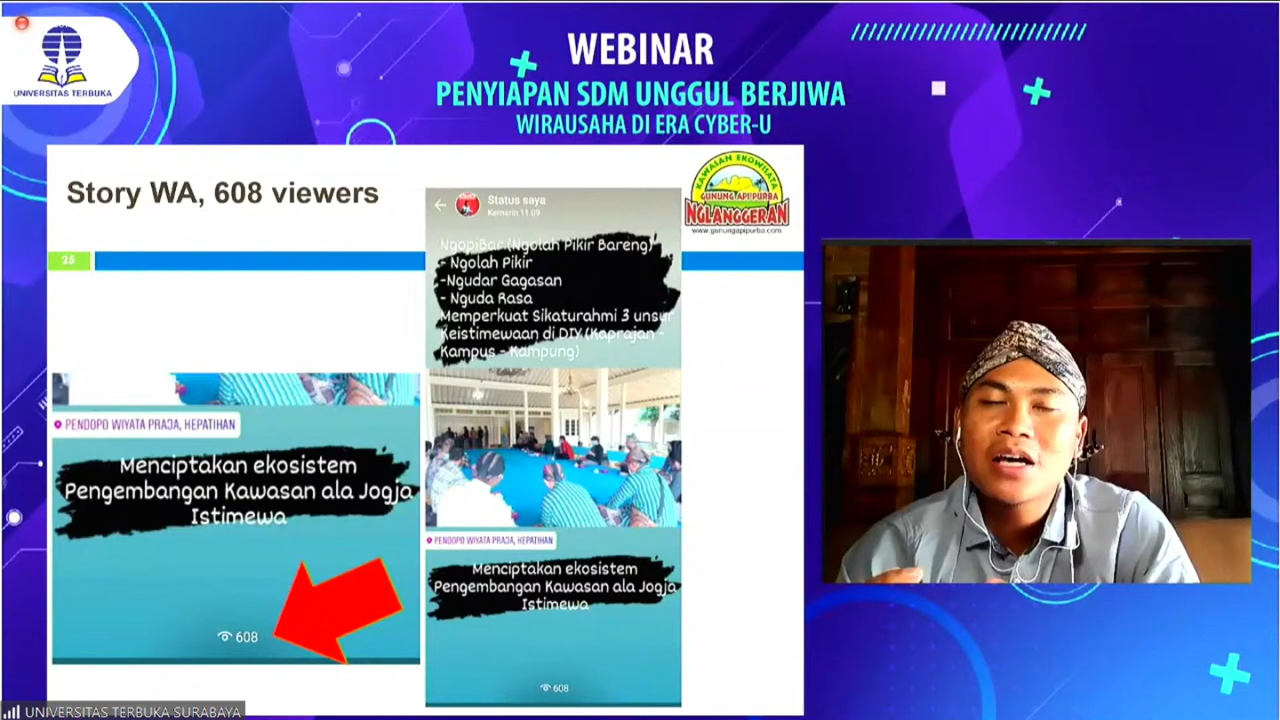 UNIVERSITAS TERBUKA
WEBINAR
PENYIAPAN SDM UNGGUL BERJIWA
WIRAUSAHA DI ERA CYBER-U
Story WA, 608 viewers
25
KAWASAN EKOWISATA
GUNUNG API PURBA
NGLANGGERAN
www.gunungapipurba.com
Status saya
Kemarin 11.09
NgopiBar (Ngolah Pikir Bareng)
- Ngolah Pikir
-Ngudar Gagasan
- Nguda Rasa
Memperkuat Sikaturahmi 3 unsur
Keistimewaan di DIY (Kaprajan -
Kampus - Kampung)
PENDOPO WIYATA PRAJA, HEPATIHAN
Menciptakan ekosistem
Pengembangan Kawasan ala Jogja
Istimewa
608
PENDOPO WIYATA PRAJA, HEPATIHAN
Menciptakan ekosistem
Pengembangan Kawasan ala Jogja
Istimewa
608
UNIVERSITAS TERBUKA SURABAYA